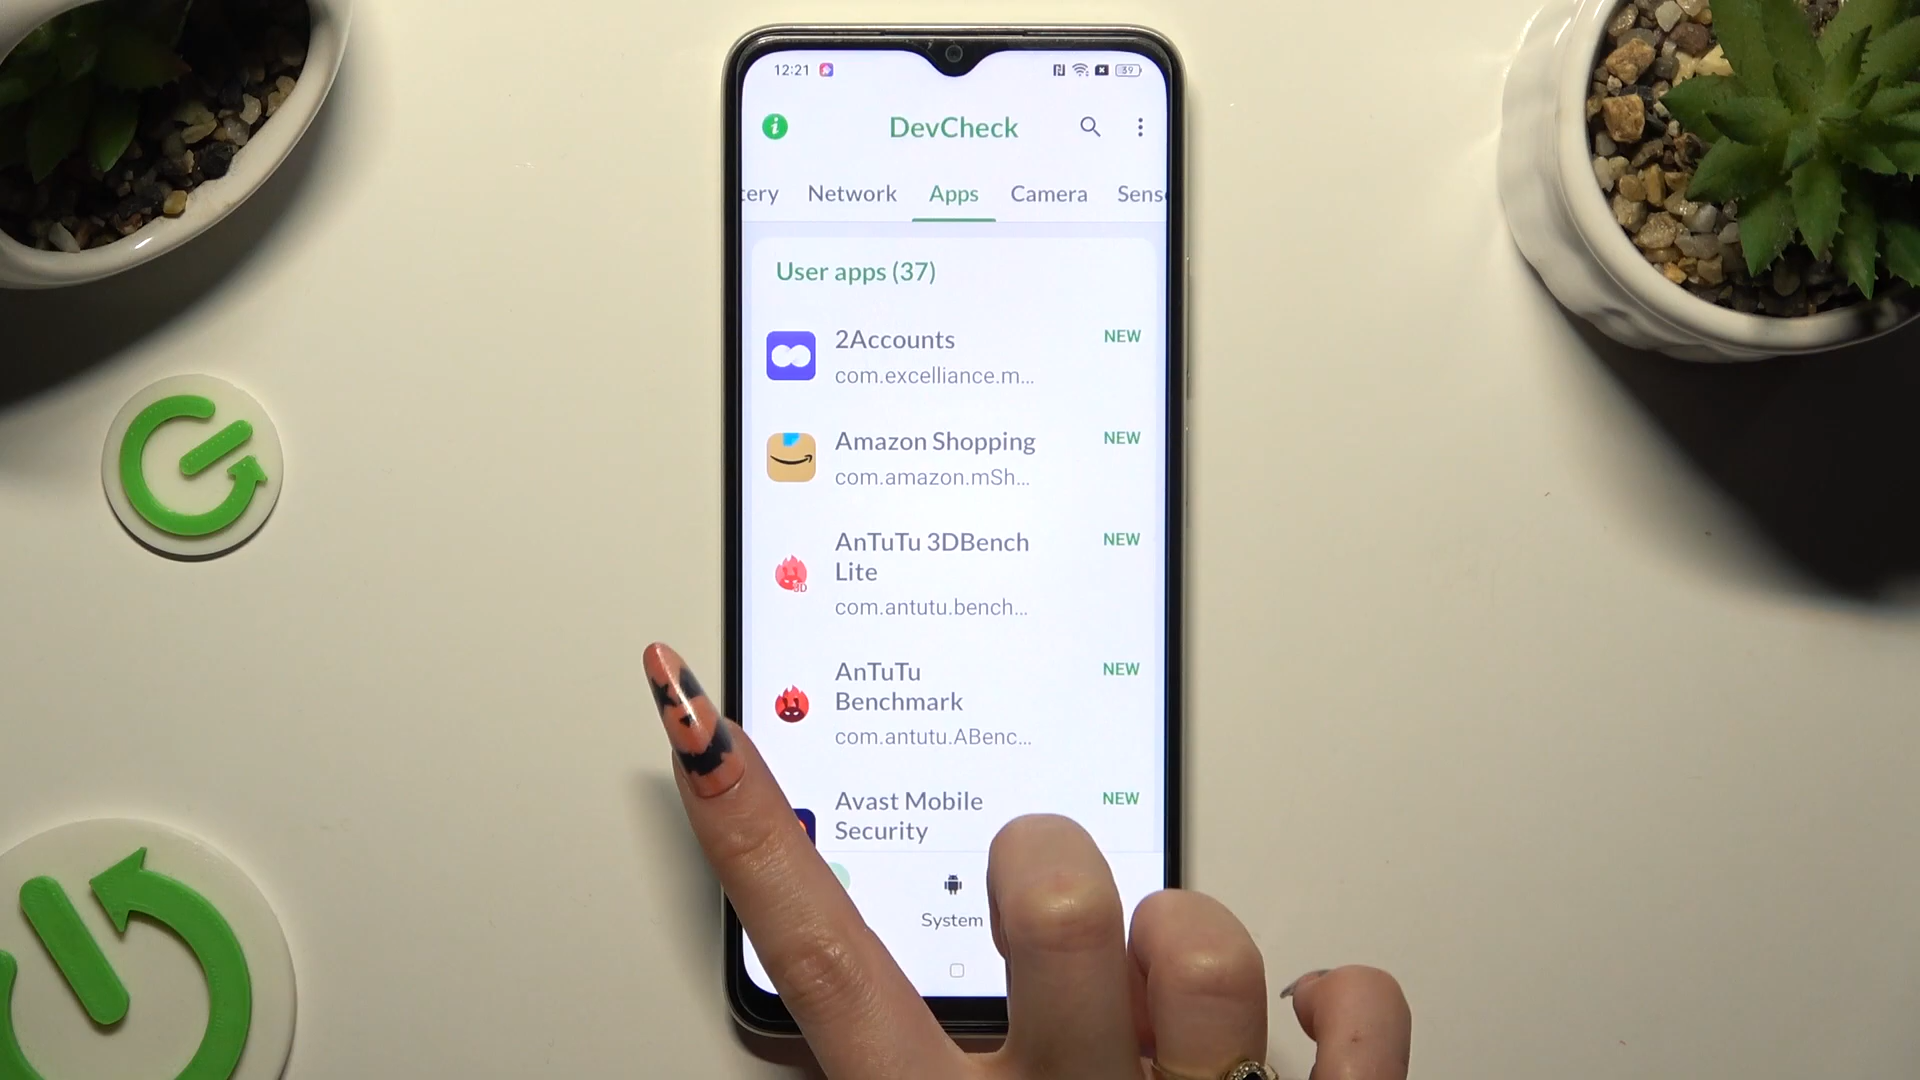 12:21
39
DevCheck
tery Network Apps Camera Sens
User apps (37)
2Accounts NEW
com.excelliance.m...
Amazon Shopping NEW
com.amazon.mSh...
AnTuTu 3DBench NEW
Lite
com.antutu.bench...
AnTuTu NEW
Benchmark
com.antutu.ABenc...
Avast Mobile NEW
Security
System